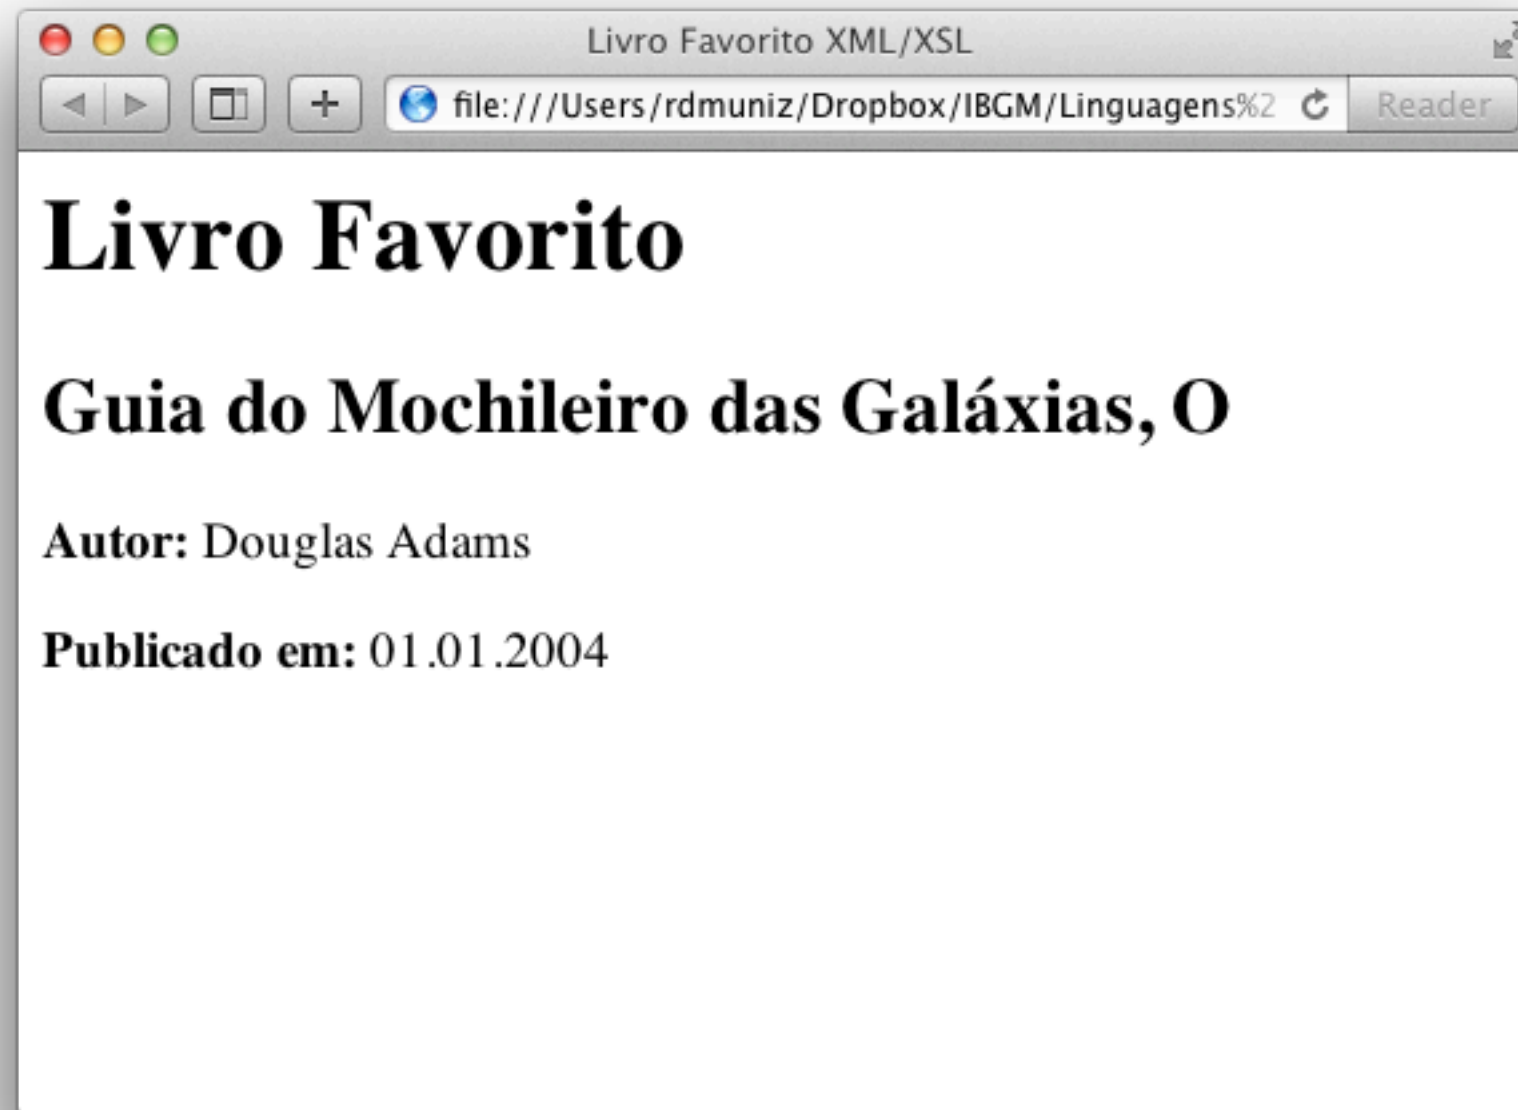 Livro Favorito XML/XSL
file:///Users/rdmuniz/Dropbox/IBGM/Linguagens%2
Reader
Livro Favorito
Guia do Mochileiro das Galáxias, O
Autor: Douglas Adams
Publicado em: 01.01.2004